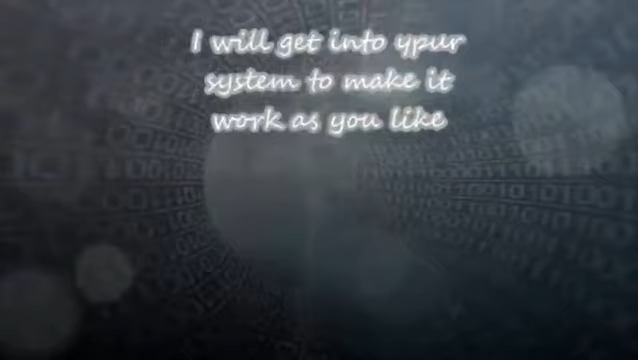 I will get into ypur
system to make it
work as you like